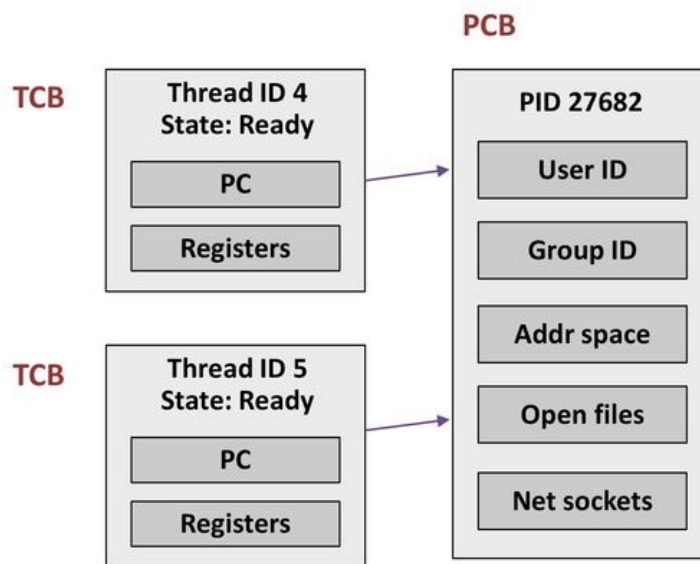 PCB
TCB
Thread ID 4
State: Ready
PC
Registers
TCB
Thread ID 5
State: Ready
PC
Registers
PID 27682
User ID
Group ID
Addr space
Open files
Net sockets